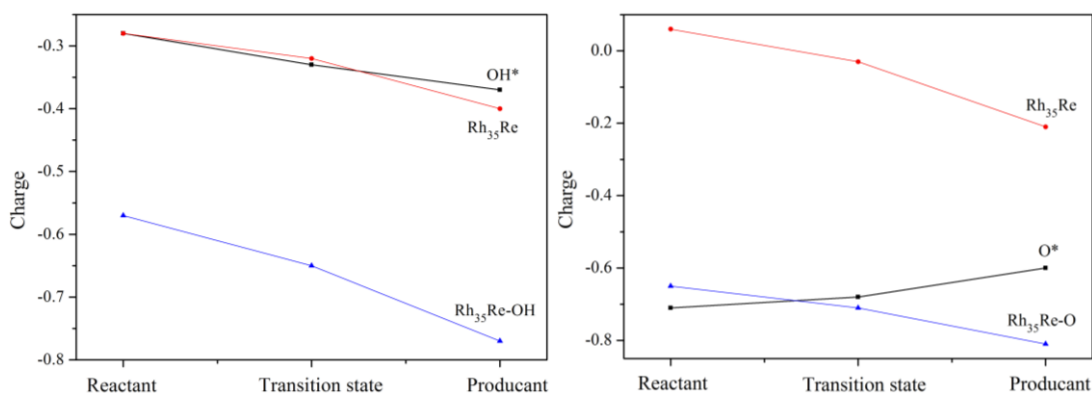 Charge
-0.3
-0.4
-0.5
-0.6
-0.7
-0.8
OH*
Rh₃₅Re
Rh₃₅Re-OH
Reactant
Transition state
Producant
Charge
0.0
-0.2
-0.4
-0.6
-0.8
Rh₃₅Re
O*
Rh₃₅Re-O
Reactant
Transition state
Producant